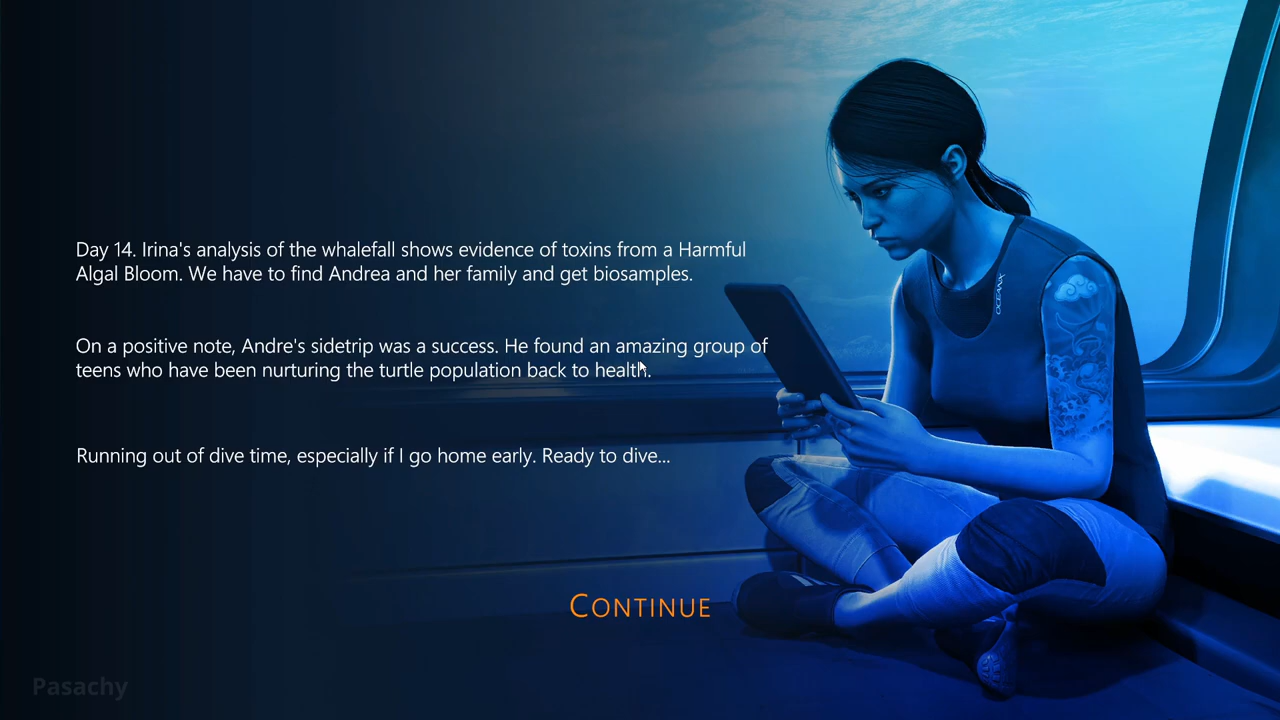 Day 14. Irina's analysis of the whalefall shows evidence of toxins from a Harmful
Algal Bloom. We have to find Andrea and her family and get biosamples.
On a positive note, Andre's sidetrip was a success. He found an amazing group of
teens who have been nurturing the turtle population back to health.
Running out of dive time, especially if I go home early. Ready to dive...
CONTINUE
Pasachy
OCEANX